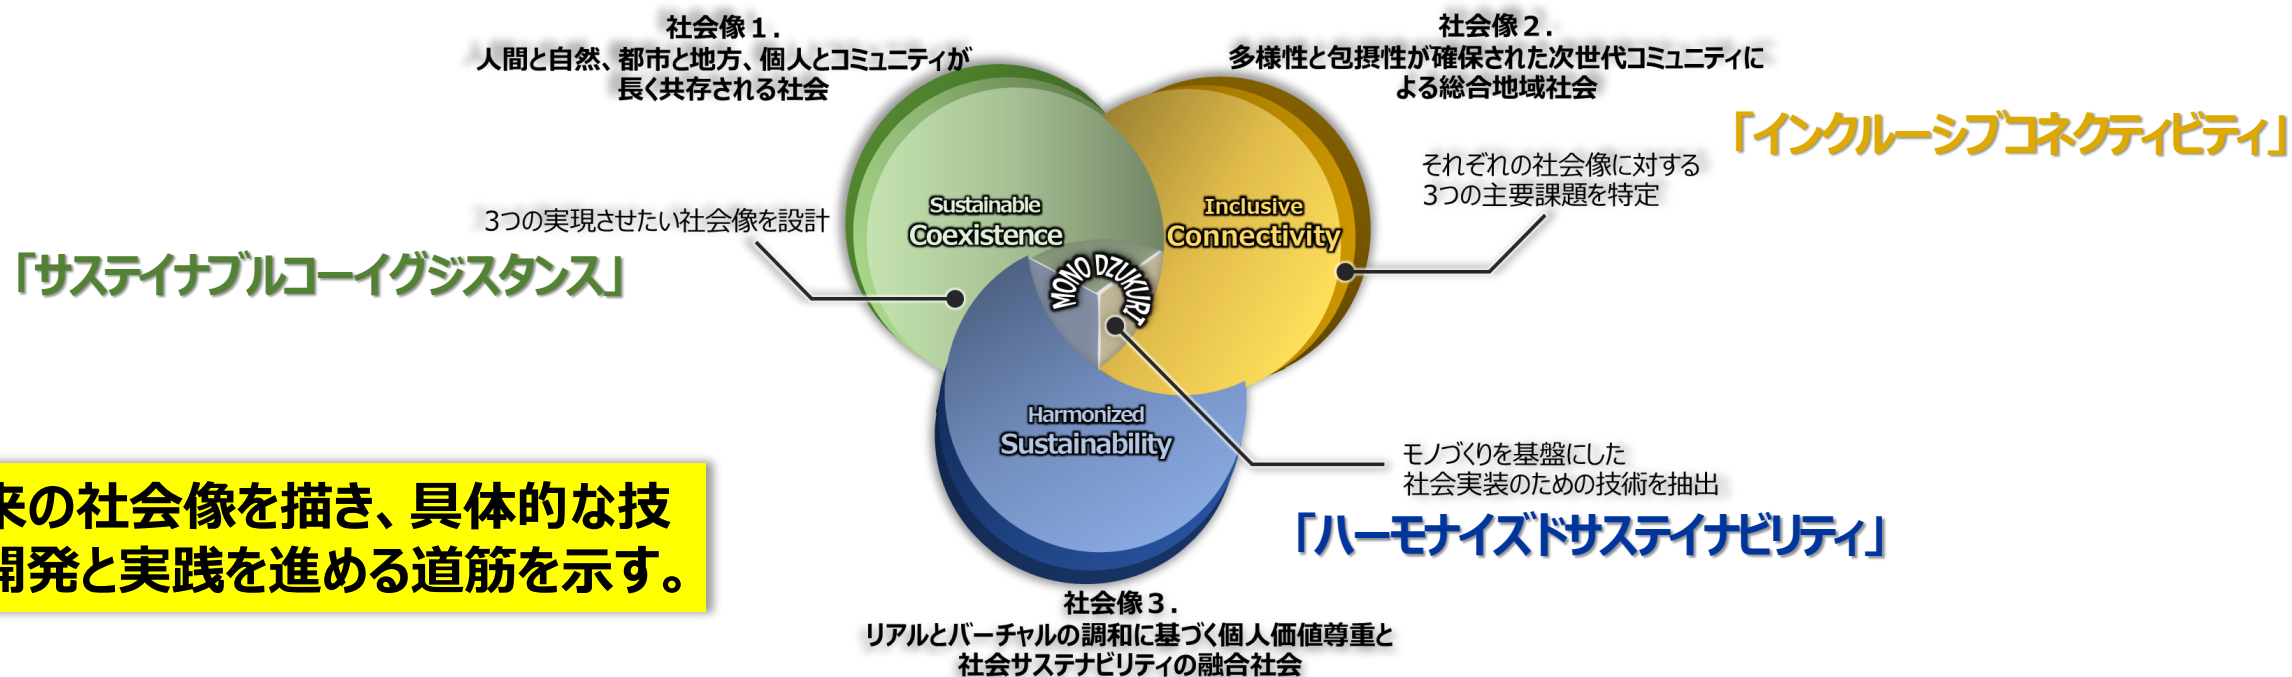 社会像１．
人間と自然、都市と地方、個人とコミュニティが
長く共存される社会
社会像２．
多様性と包摂性が確保された次世代コミュニティに
よる総合地域社会
「インクルーシブコネクティビティ」
それぞれの社会像に対する
3つの主要課題を特定
3つの実現させたい社会像を設計
「サステイナブルコーイグジスタンス」
Sustainable
Coexistence
Inclusive
Connectivity
MONO DZUKURI
Harmonized
Sustainability
モノづくりを基盤にした
社会実装のための技術を抽出
「ハーモナイズドサステイナビリティ」
来の社会像を描き、具体的な技
開発と実践を進める道筋を示す。
社会像３．
リアルとバーチャルの調和に基づく個人価値尊重と
社会サステナビリティの融合社会